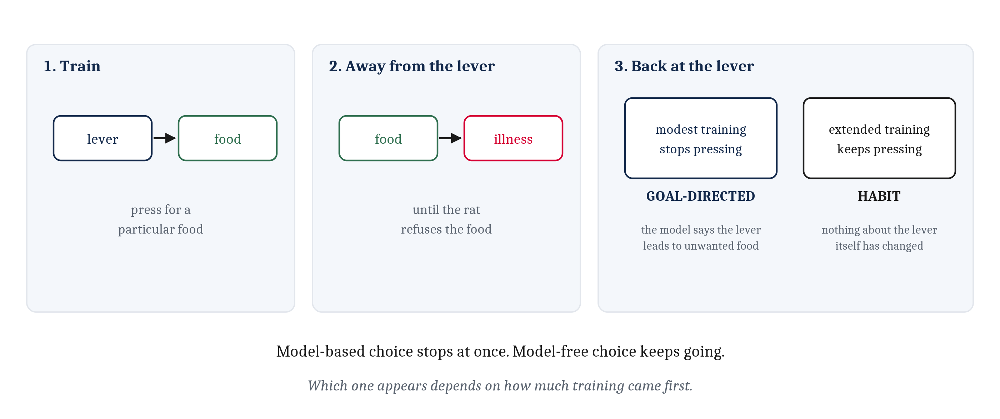 1. Train
lever
food
press for a
particular food
2. Away from the lever
food
illness
until the rat
refuses the food
3. Back at the lever
modest training
stops pressing
GOAL-DIRECTED
the model says the lever
leads to unwanted food
extended training
keeps pressing
HABIT
nothing about the lever
itself has changed
Model-based choice stops at once. Model-free choice keeps going.
Which one appears depends on how much training came first.